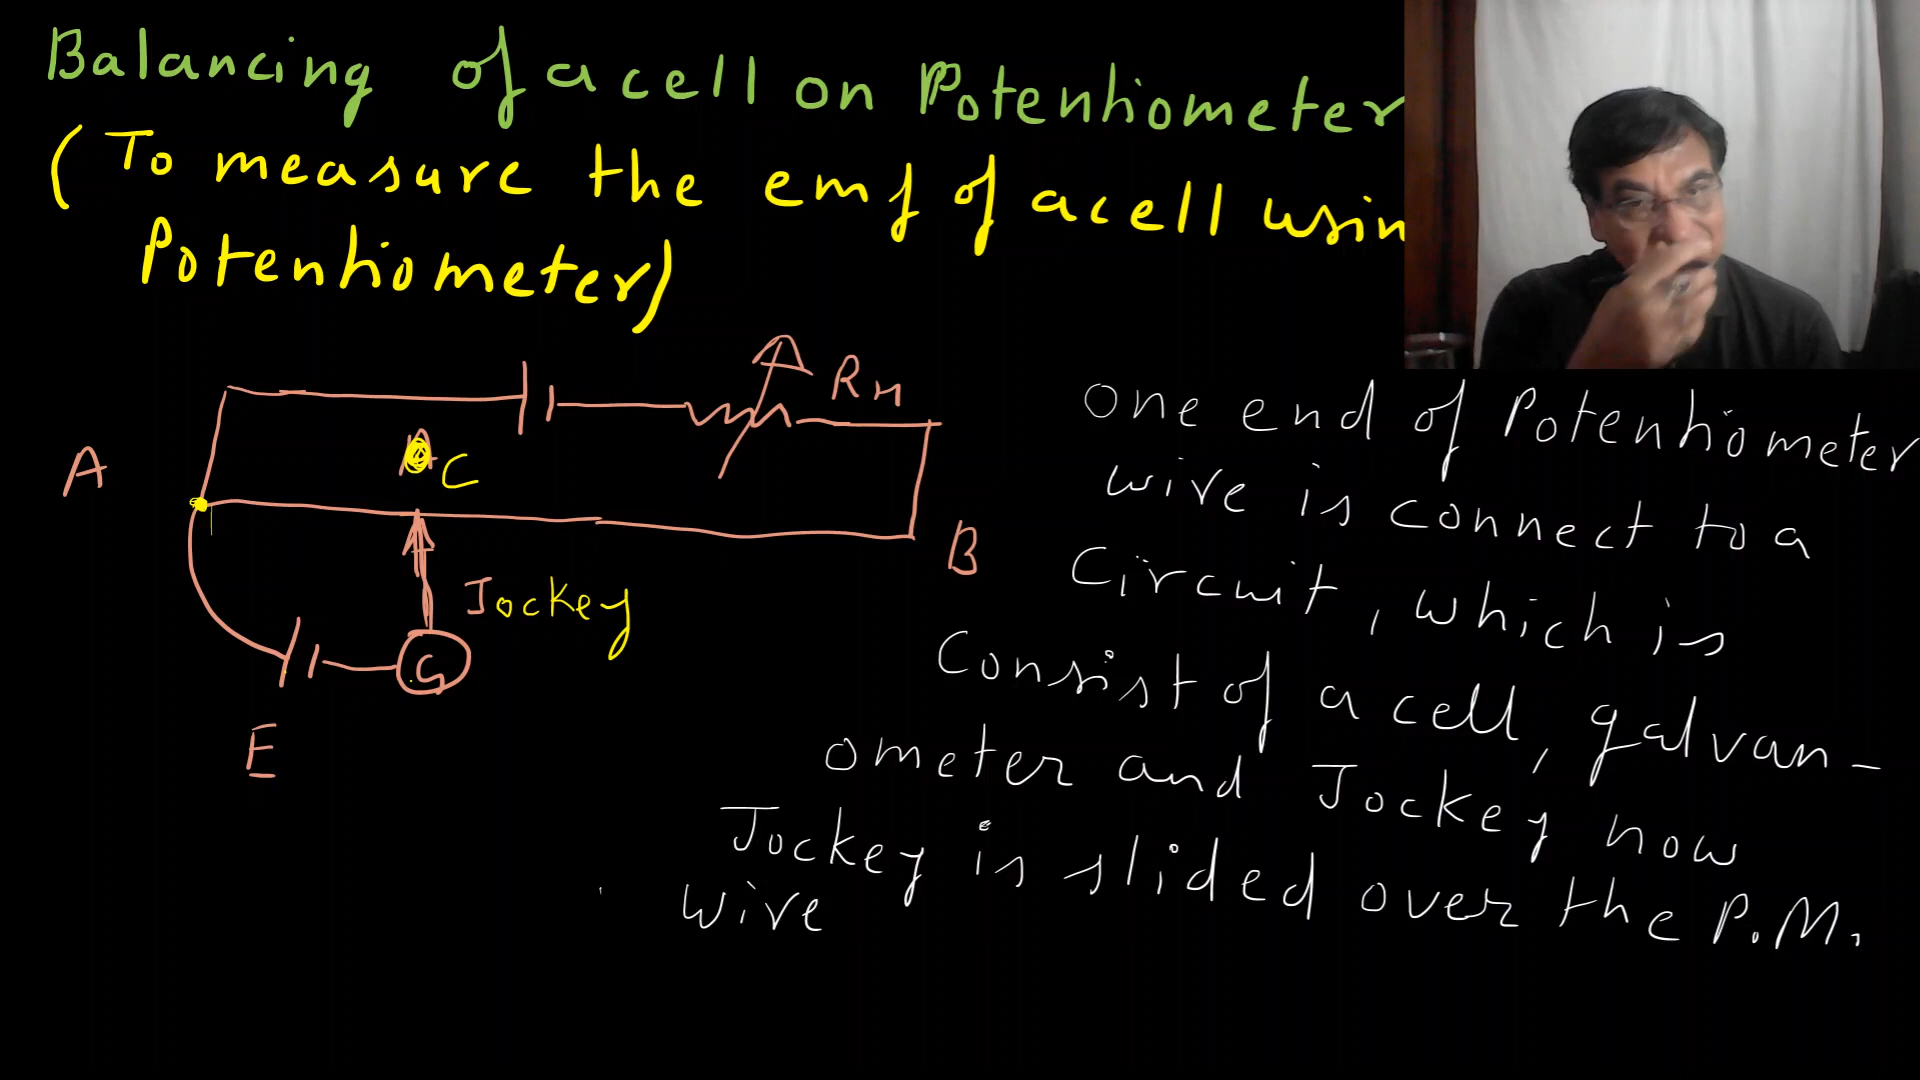 Balancing of a cell on Potentiometer
(To measure the emf of a cell usin
Potentiometer)
Rh
A
C
B
Jockey
G
E
one end of Potentiometer
wire is connect to a
Circuit, which is
Consist of a cell, galvan-
ometer and Jockey now
Jockey is slided over the P.M.
wire